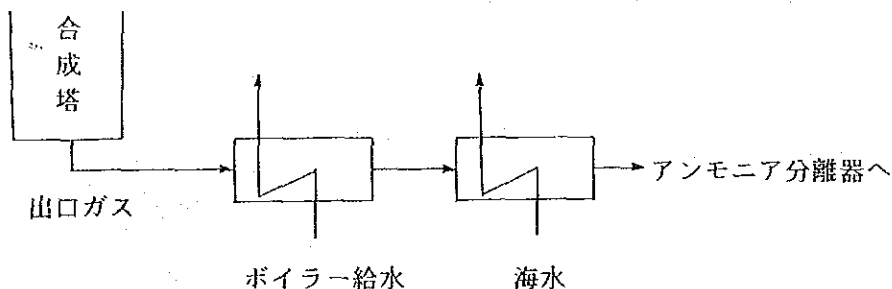 合成塔
出口ガス
アンモニア分離器へ
ボイラー給水
海水